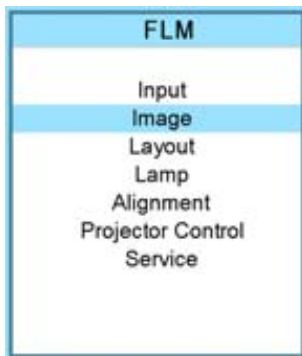 FLM
Input
Image
Layout
Lamp
Alignment
Projector Control
Service